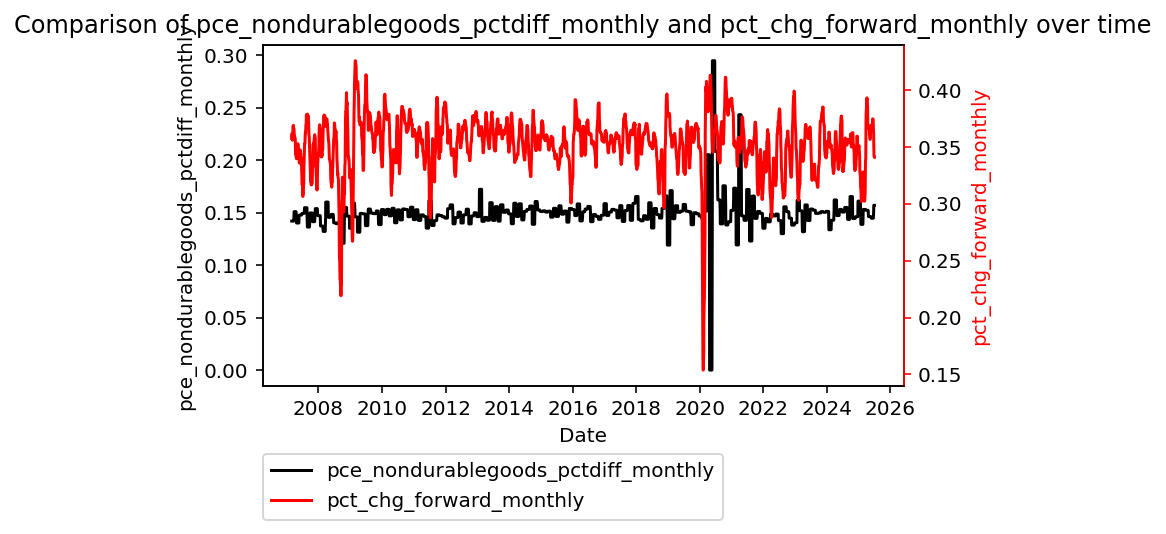 Comparison of pce_nondurablegoods_pctdiff_monthly and pct_chg_forward_monthly over time
pce_nondurablegoods_pctdiff_monthly
0.30
0.25
0.20
0.15
0.10
0.05
0.00
0.40
0.35
0.30
0.25
0.20
0.15
pct_chg_forward_monthly
2008 2010 2012 2014 2016 2018 2020 2022 2024 2026
Date
pce_nondurablegoods_pctdiff_monthly
pct_chg_forward_monthly